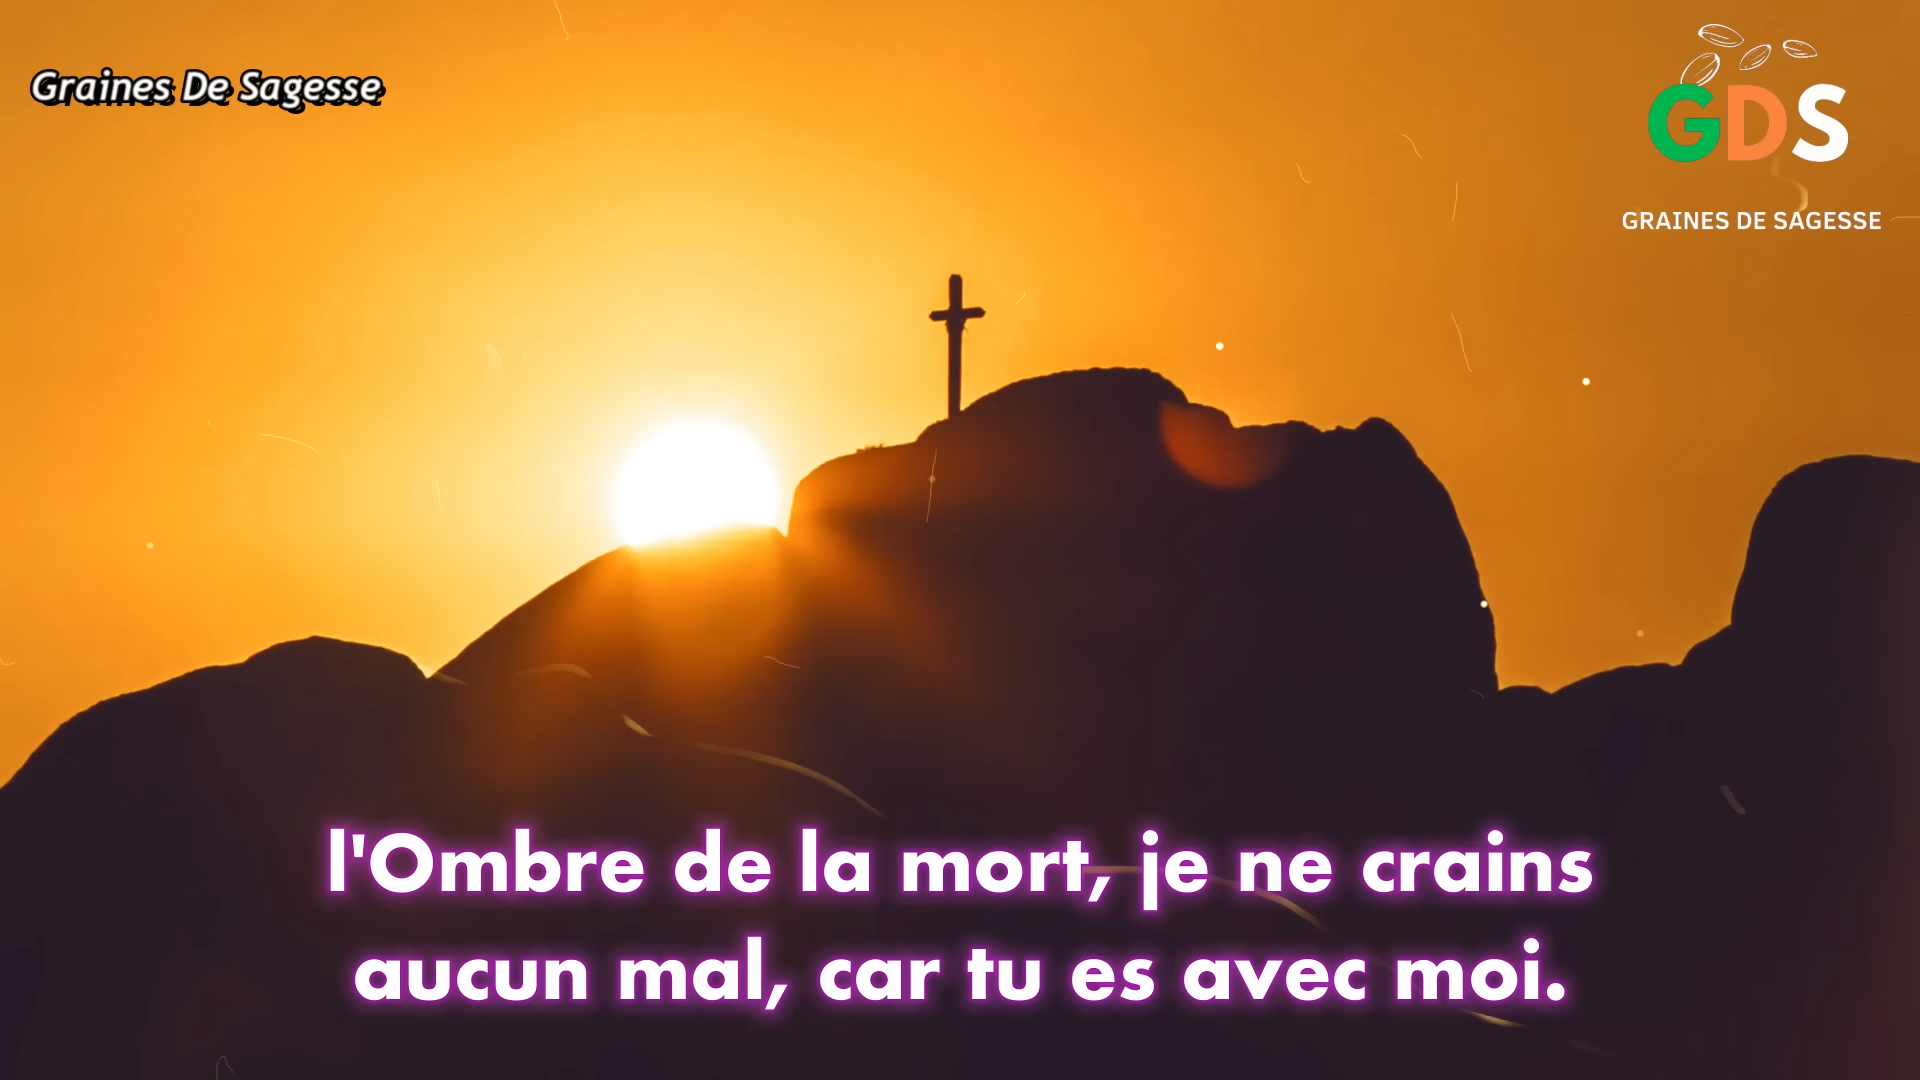 Graines De Sagesse
GDS
GRAINES DE SAGESSE
l'Ombre de la mort, je ne crains
aucun mal, car tu es avec moi.